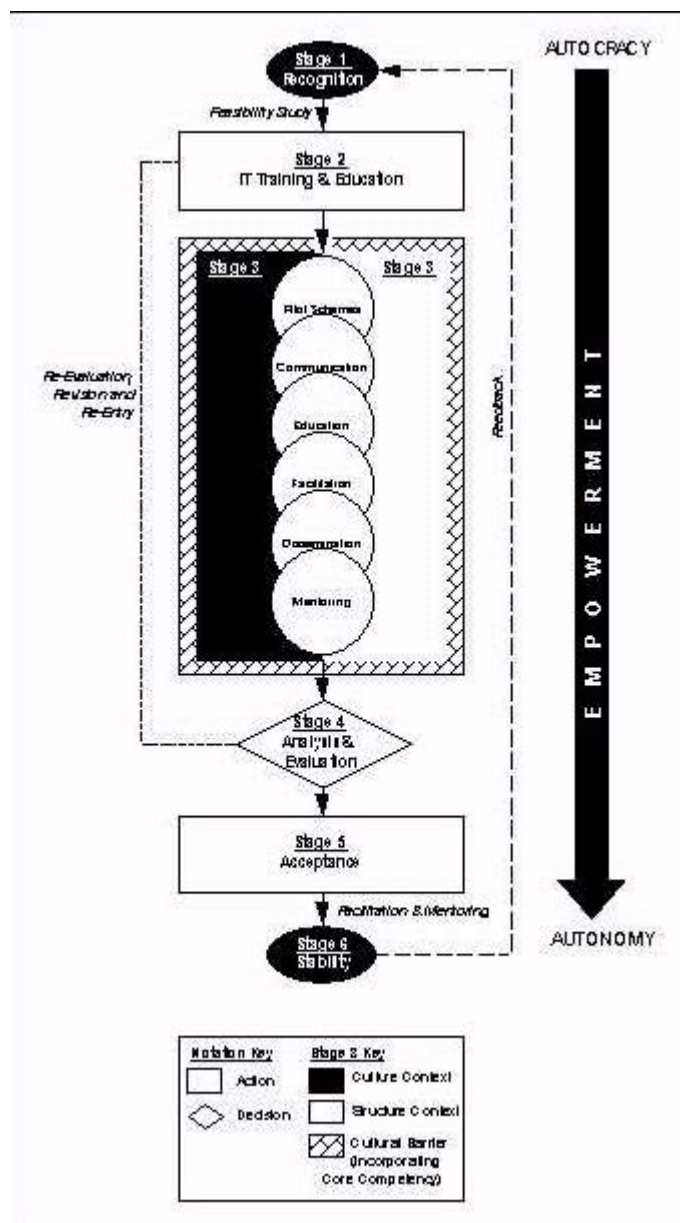 Stage 1
Recognition
AUTOCRACY
Feasibility Study
Stage 2
IT Training & Education
Stage 3
Stage 3
Pilot Schemes
Communication
Education
Facilitation
Dissemination
Mentoring
Re-Evaluation,
Revision and
Re-Entry
Feedback
EMPOWERMENT
Stage 4
Analysis &
Evaluation
Stage 5
Acceptance
Facilitation & Mentoring
Stage 6
Stability
AUTONOMY
Notation Key
Action
Decision
Stage 3 Key
Culture Context
Structure Context
Cultural Barrier
(Incorporating
Core Competency)